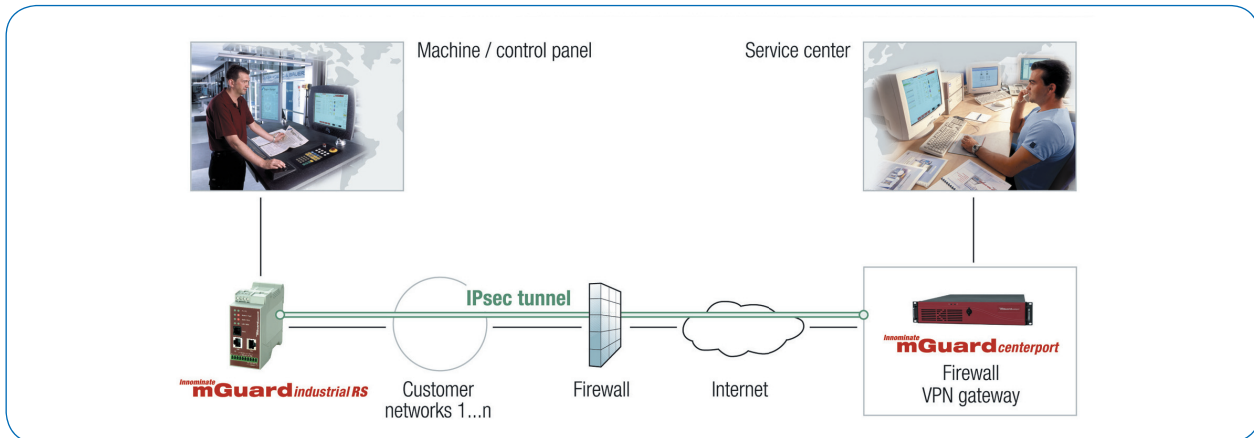 Machine / control panel
Service center
IPsec tunnel
Innominate
mGuard industrial RS
Customer
networks 1...n
Firewall
Internet
Innominate
mGuard centerport
Firewall
VPN gateway